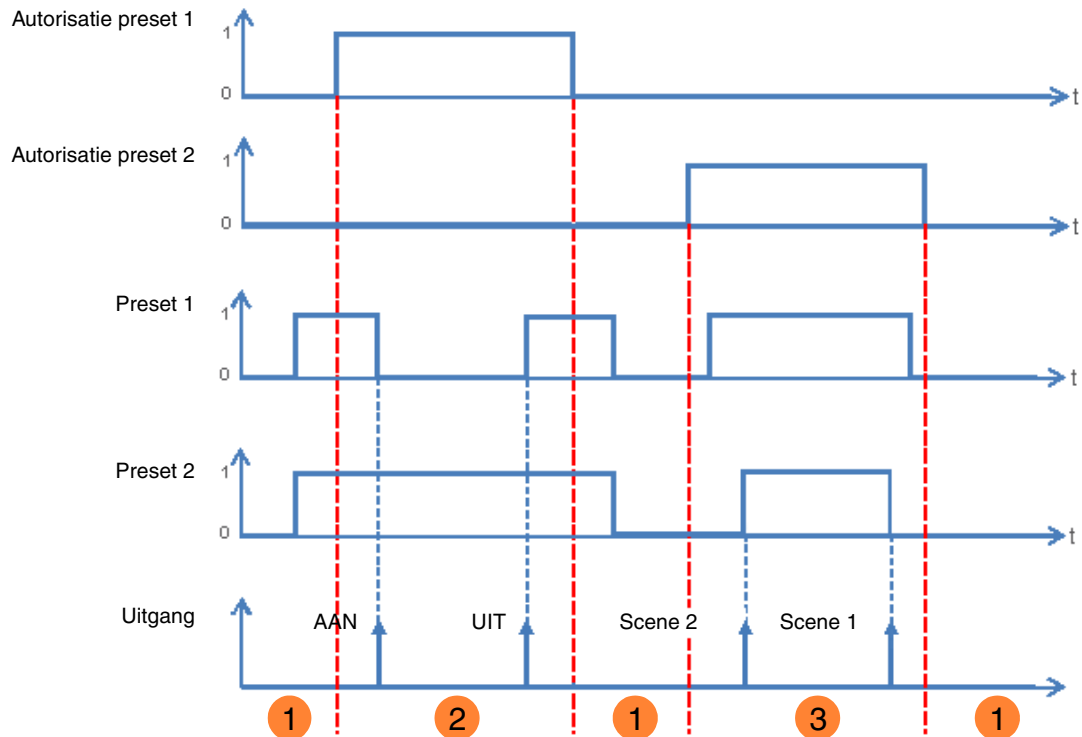 Autorisatie preset 1
1
0
t
Autorisatie preset 2
1
0
t
Preset 1
1
0
t
Preset 2
1
0
t
Uitgang
AAN
UIT
Scene 2
Scene 1
1
2
1
3
1